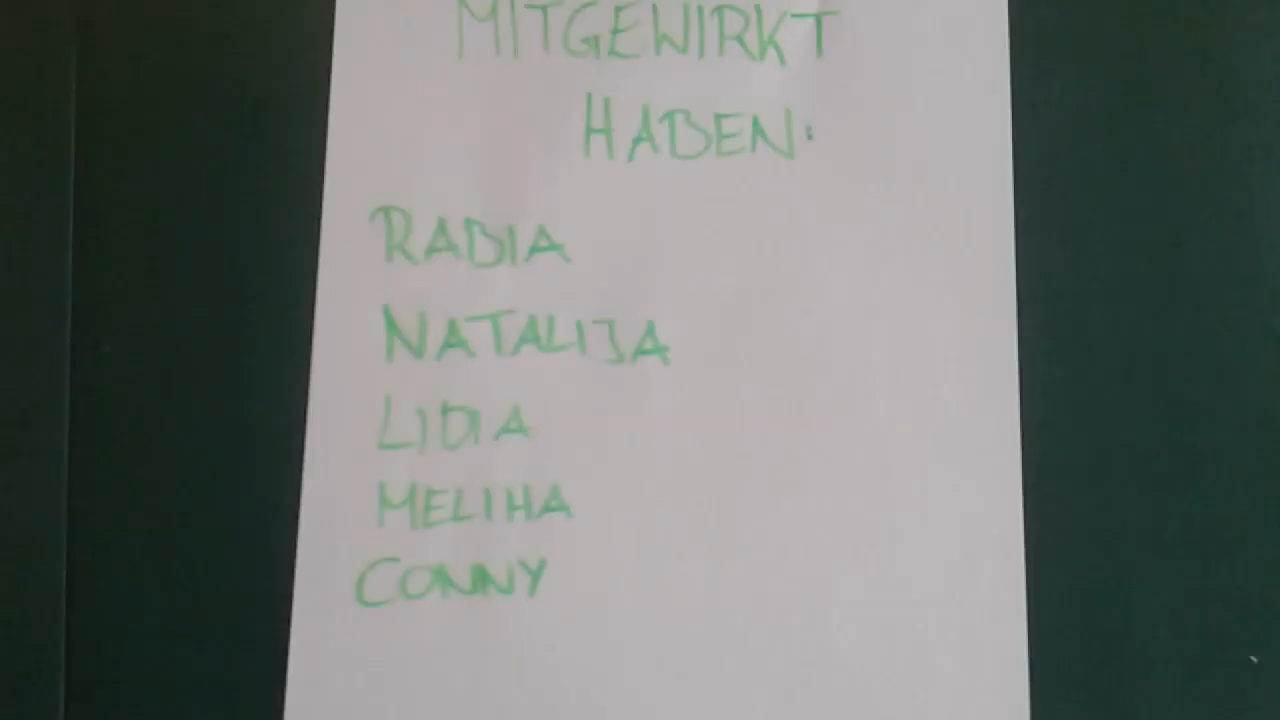 MITGEWIRKT
HABEN:
RADIA
NATALIJA
LIDIA
MELIHA
CONNY